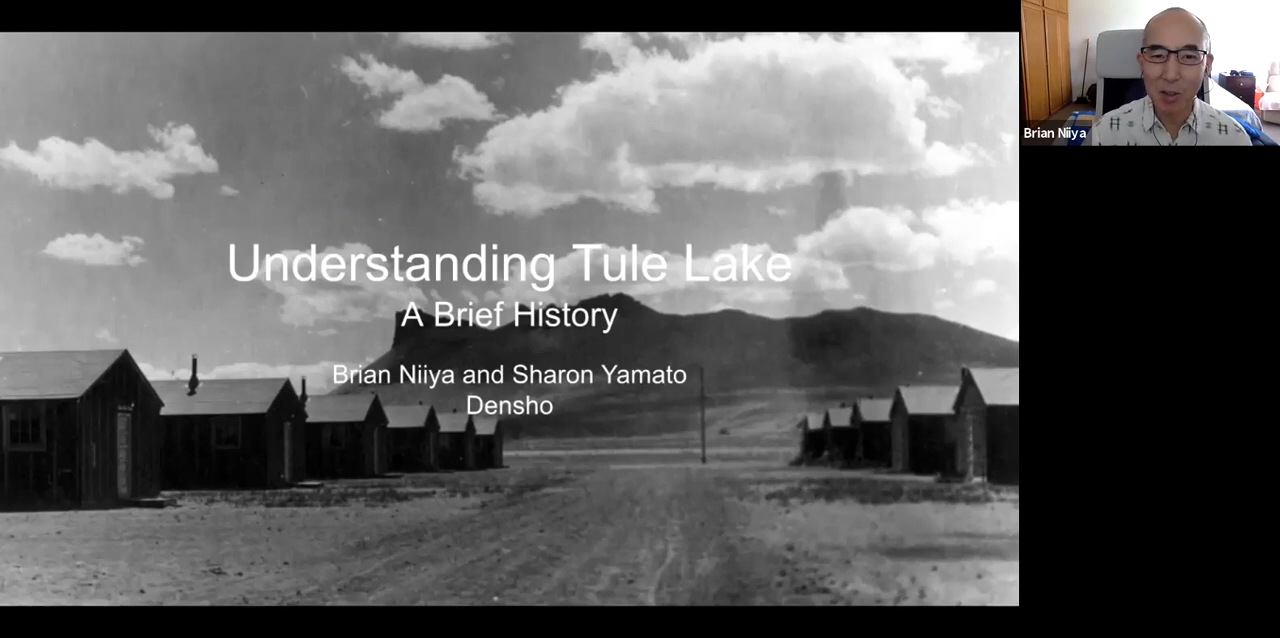 Understanding Tule Lake
A Brief History
Brian Niiya and Sharon Yamato
Densho
Brian Niiya